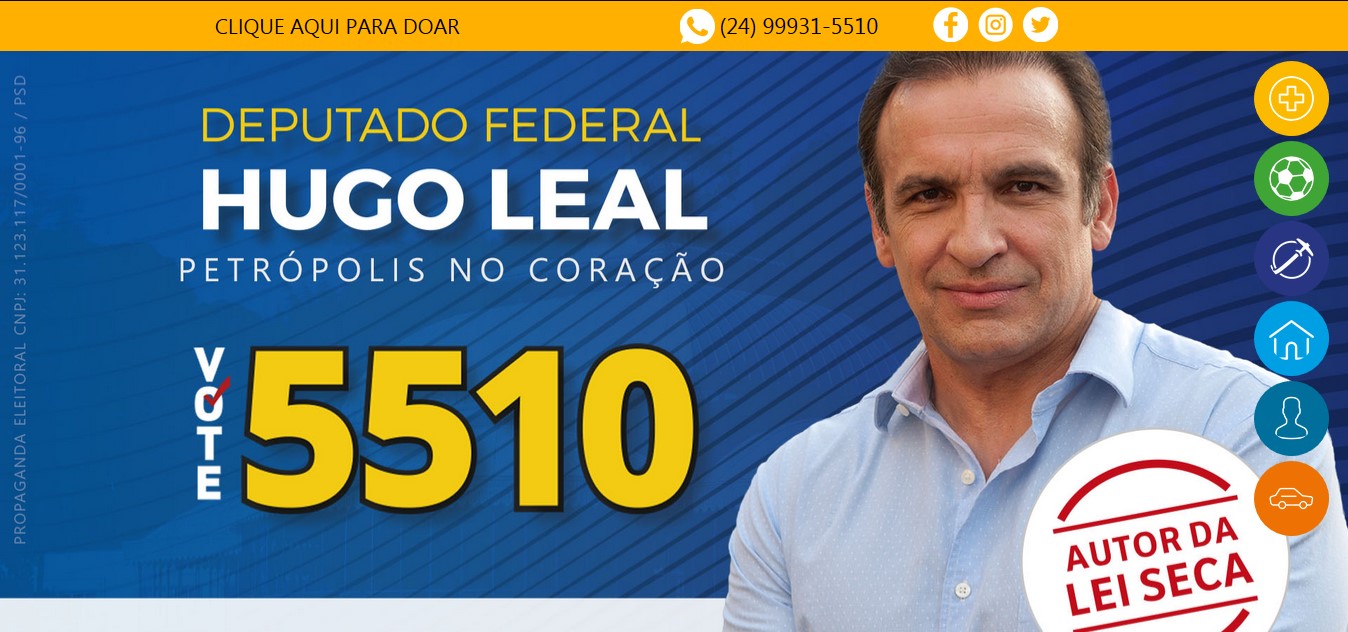 CLIQUE AQUI PARA DOAR
(24) 99931-5510
PROPAGANDA ELEITORAL CNPJ: 31.123.117/0001-96 / PSD
DEPUTADO FEDERAL
HUGO LEAL
PETRÓPOLIS NO CORAÇÃO
VOTE
5510
AUTOR DA
LEI SECA